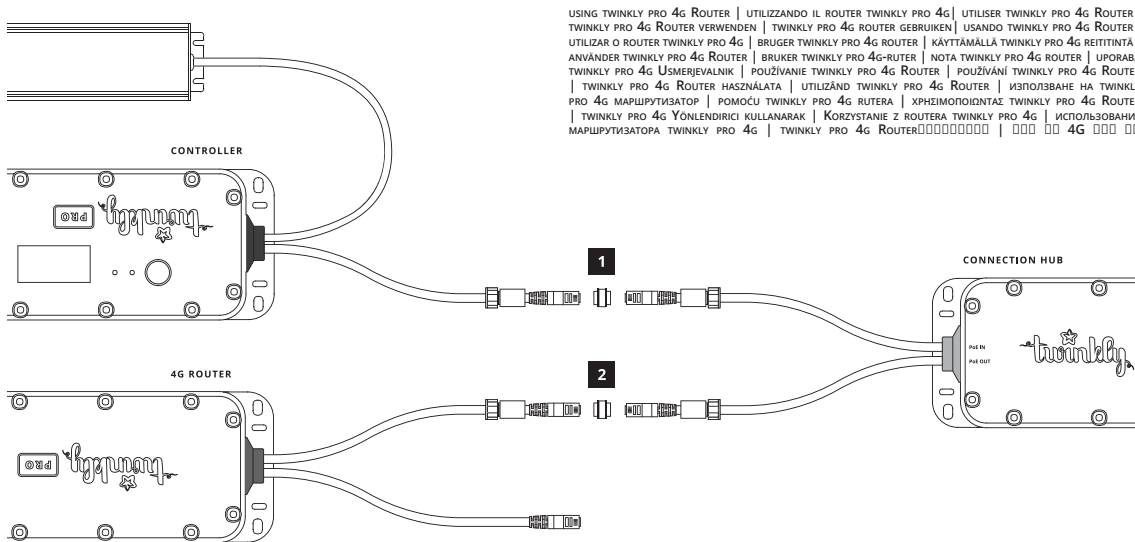 USING TWINKLY PRO 4G ROUTER | UTILIZZANDO IL ROUTER TWINKLY PRO 4G| UTILISER TWINKLY PRO 4G ROUTER
TWINKLY PRO 4G ROUTER VERWENDEN | TWINKLY PRO 4G ROUTER GEBRUIKEN| USANDO TWINKLY PRO 4G ROUTER
UTILIZAR O ROUTER TWINKLY PRO 4G | BRUGER TWINKLY PRO 4G ROUTER | KÄYTTÄMÄLLÄ TWINKLY PRO 4G REITITINTÄ
ANVÄNDER TWINKLY PRO 4G ROUTER | BRUKER TWINKLY PRO 4G-RUTER | NOTA TWINKLY PRO 4G ROUTER |
TWINKLY PRO 4G USMERJEVALNIK | POUŽÍVANIE TWINKLY PRO 4G ROUTER | POUŽÍVÁNÍ TWINKLY PRO 4G
| TWINKLY PRO 4G ROUTER HASZNÁLATA | UTILIZÂND TWINKLY PRO 4G ROUTER | ИЗПОЛЗВАНЕ НА
PRO 4G МАРШРУТИЗАТОР | POMOĆU TWINKLY PRO 4G RUTERA | ΧΡΗΣΙΜΟΠΟΙΩΝΤΑΣ TWINKLY PRO 4G
| TWINKLY PRO 4G YÖNLENDIRICI KULLANARAK | KORZYSTANIE Z ROUTERA TWINKLY PRO 4G |
МАРШРУТИЗАТОРА TWINKLY PRO 4G | TWINKLY PRO 4G ROUTER | 4G
CONTROLLER
twinkly
PRO
1
CONNECTION HUB
PoE IN
PoE OUT
twinkly
2
4G ROUTER
twinkly
PRO